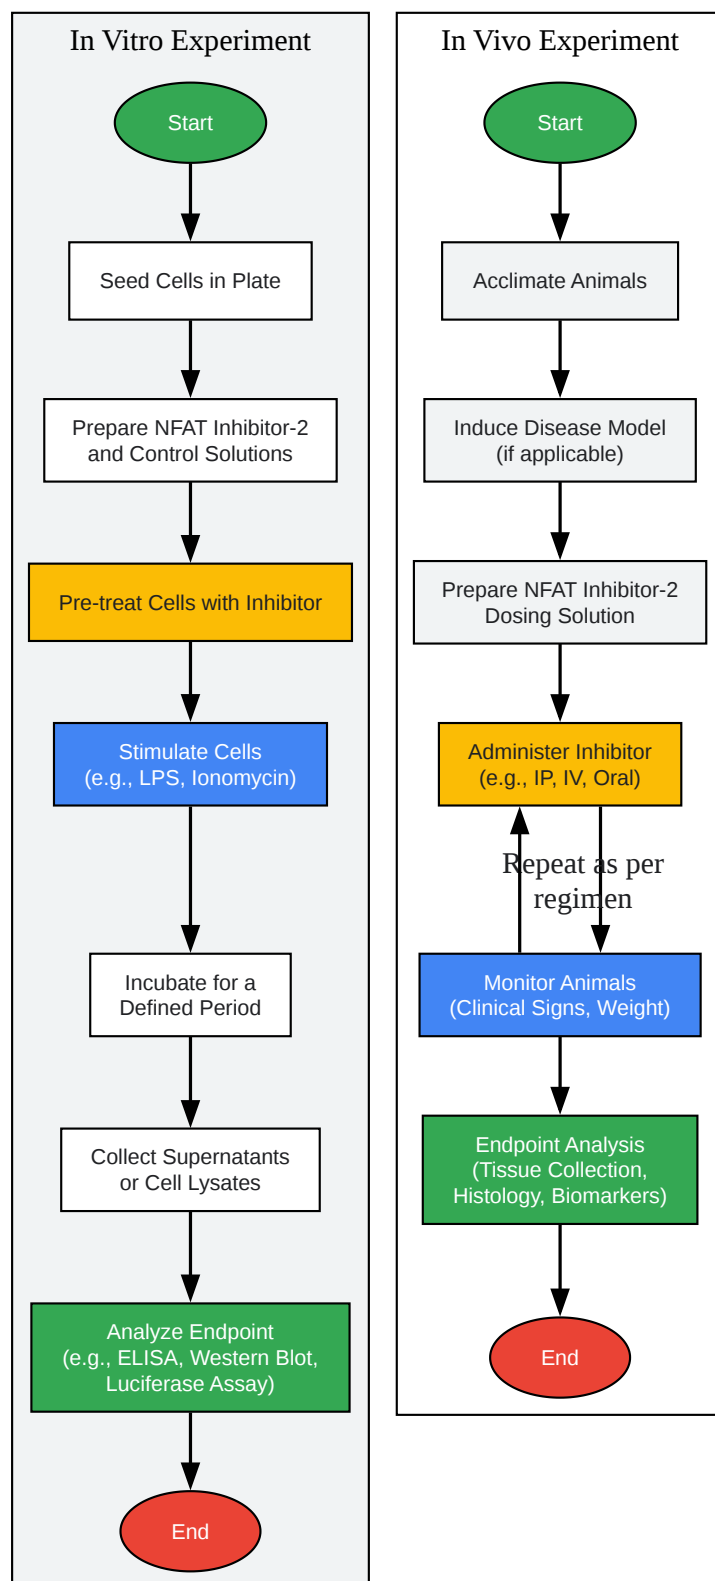 In Vitro Experiment
Start
Seed Cells in Plate
Prepare NFAT Inhibitor-2
and Control Solutions
Pre-treat Cells with Inhibitor
Stimulate Cells
(e.g., LPS, Ionomycin)
Incubate for a
Defined Period
Collect Supernatants
or Cell Lysates
Analyze Endpoint
(e.g., ELISA, Western Blot,
Luciferase Assay)
End
In Vivo Experiment
Start
Acclimate Animals
Induce Disease Model
(if applicable)
Prepare NFAT Inhibitor-2
Dosing Solution
Administer Inhibitor
(e.g., IP, IV, Oral)
Repeat as per
regimen
Monitor Animals
(Clinical Signs, Weight)
Endpoint Analysis
(Tissue Collection,
Histology, Biomarkers)
End